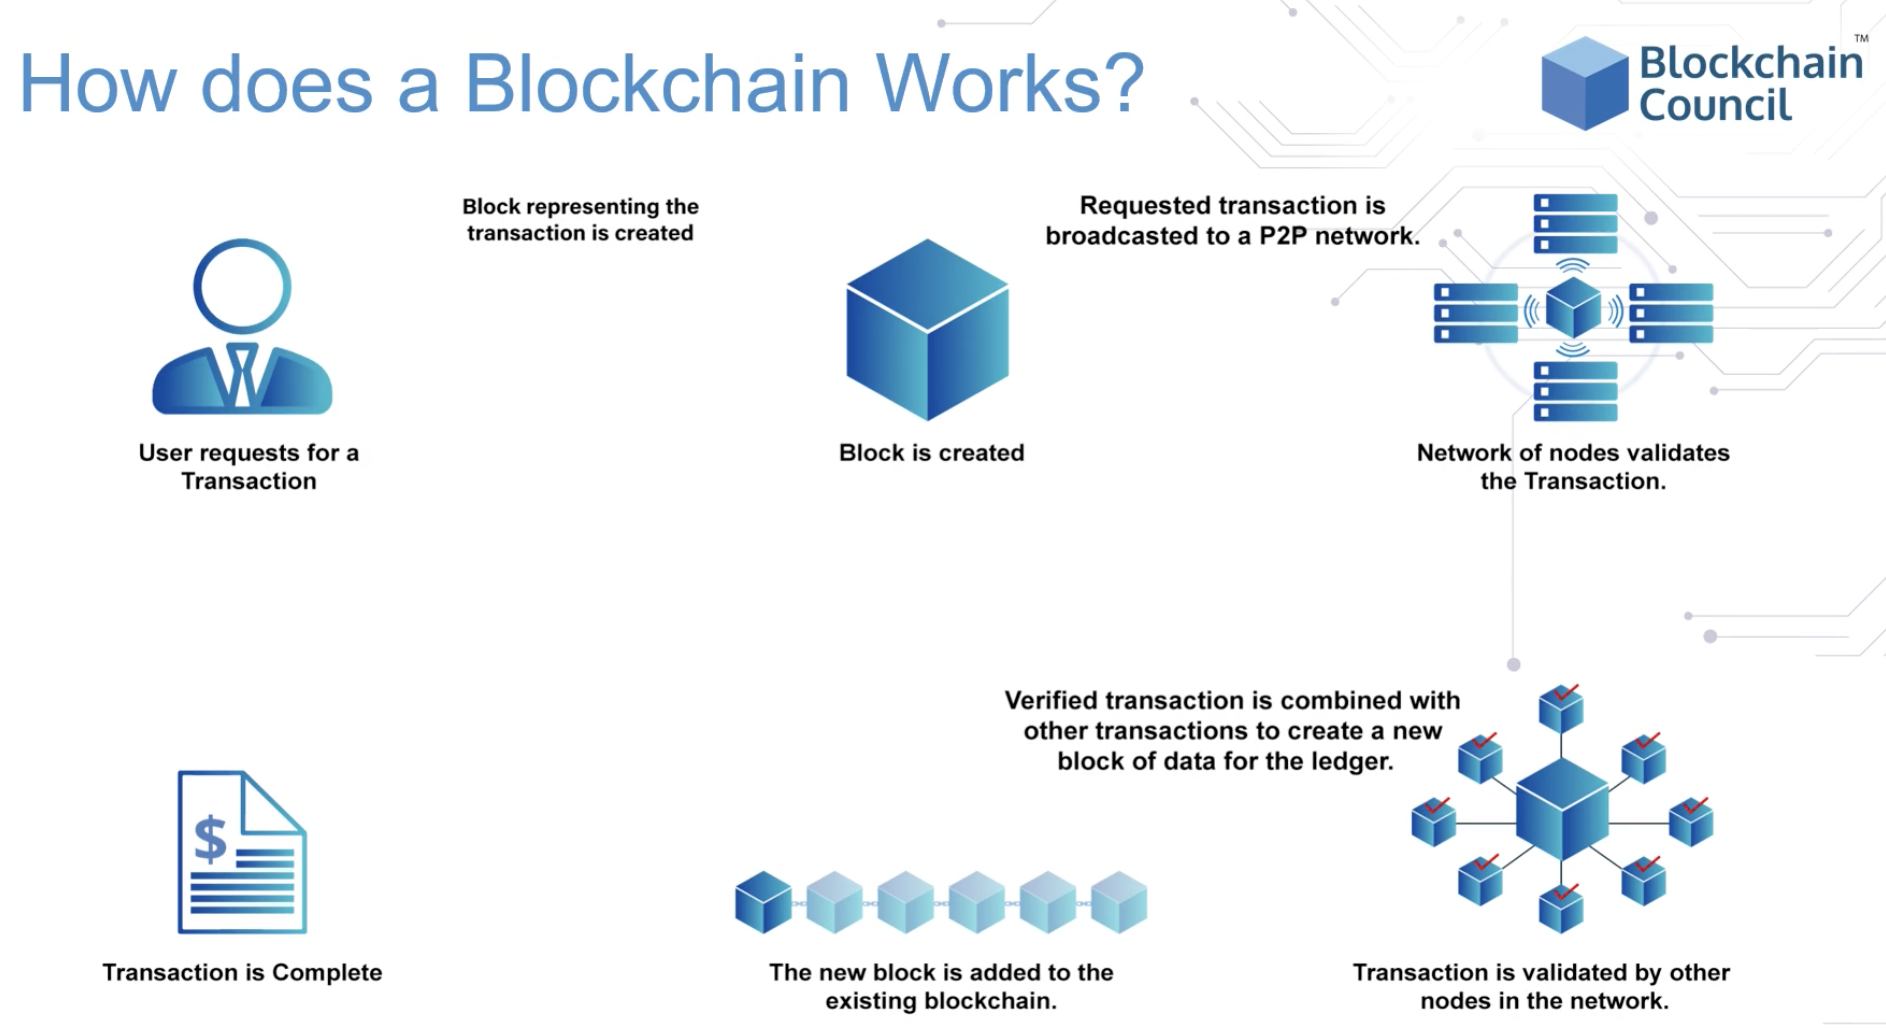 How does a Blockchain Works?
Blockchain TM
Council
Block representing the
transaction is created
Requested transaction is
broadcasted to a P2P network.
User requests for a
Transaction
Block is created
Network of nodes validates
the Transaction.
Verified transaction is combined with
other transactions to create a new
block of data for the ledger.
$
Transaction is Complete
The new block is added to the
existing blockchain.
Transaction is validated by other
nodes in the network.